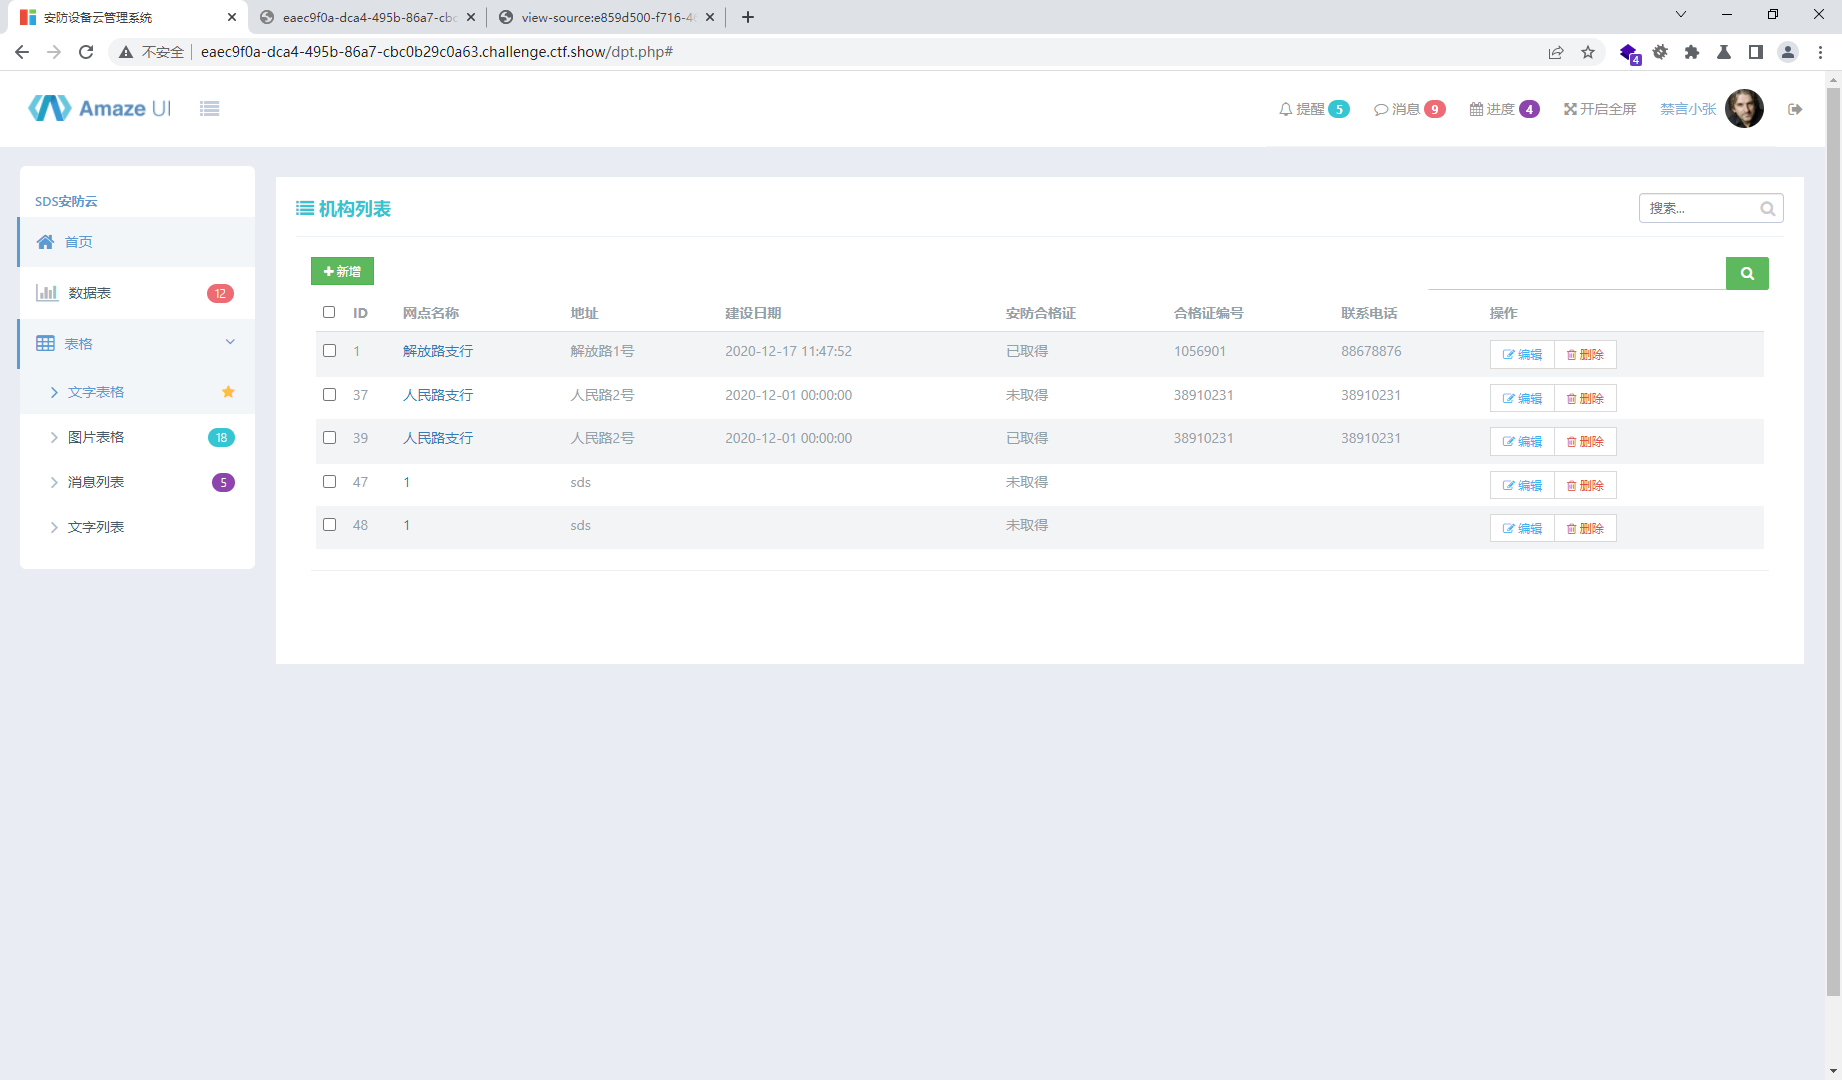 安防设备云管理系统
eaec9f0a-dca4-495b-86a7-cbc
view-source:e859d500-f716-4
不安全
eaec9f0a-dca4-495b-86a7-cbc0b29c0a63.challenge.ctf.show/dpt.php#
4
Amaze UI
提醒 5
消息 9
进度 4
开启全屏
禁言小张
SDS安防云
首页
数据表 12
表格
文字表格
图片表格 18
消息列表 5
文字列表
机构列表
搜索...
新增
ID 网点名称 地址 建设日期 安防合格证 合格证编号 联系电话 操作
1 解放路支行 解放路1号 2020-12-17 11:47:52 已取得 1056901 88678876 编辑 删除
37 人民路支行 人民路2号 2020-12-01 00:00:00 未取得 38910231 38910231 编辑 删除
39 人民路支行 人民路2号 2020-12-01 00:00:00 已取得 38910231 38910231 编辑 删除
47 1 sds 未取得 编辑 删除
48 1 sds 未取得 编辑 删除